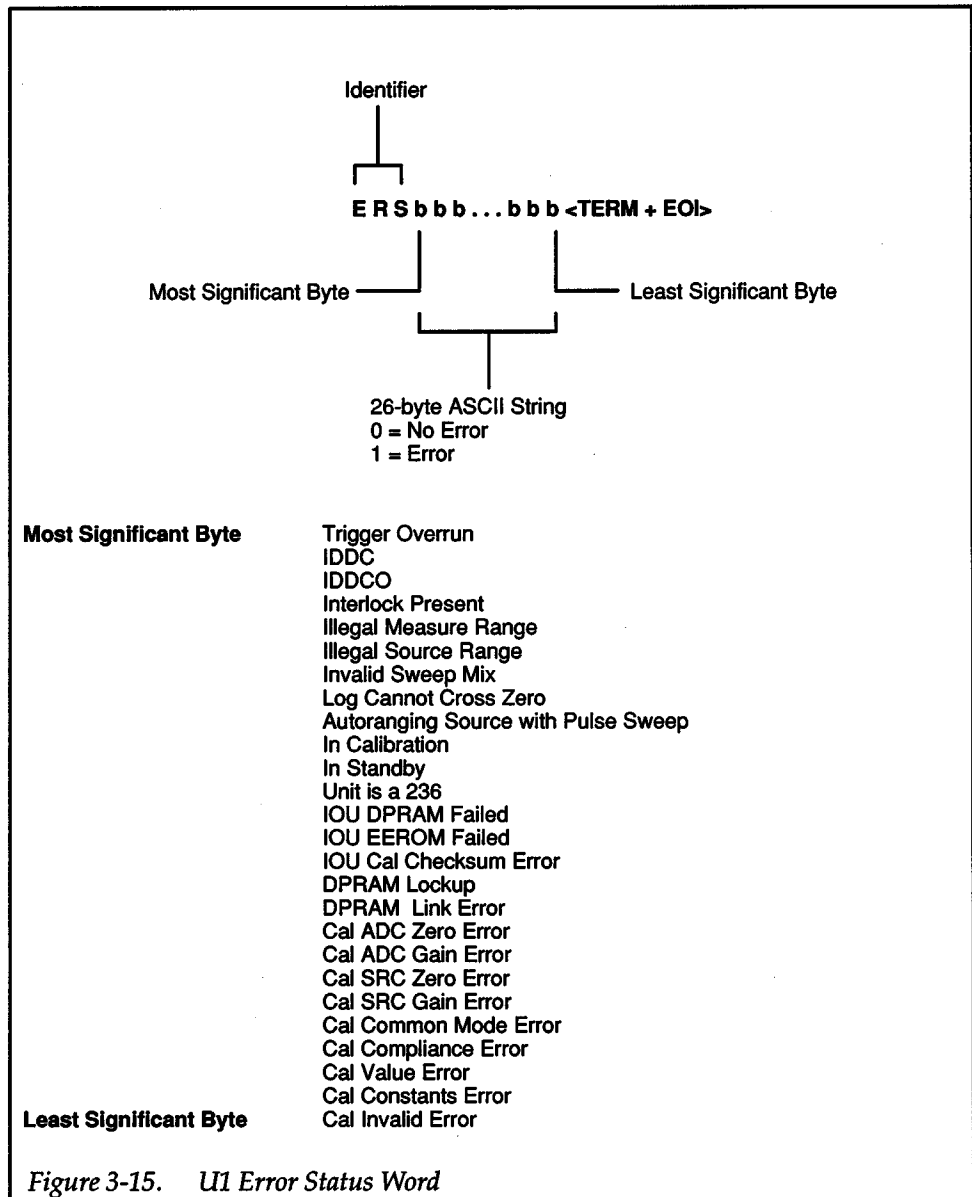 Identifier
E R S b b b . . . b b b <TERM + EOI>
Most Significant Byte
Least Significant Byte
26-byte ASCII String
0 = No Error
1 = Error
Most Significant Byte Trigger Overrun
IDDC
IDDCO
Interlock Present
Illegal Measure Range
Illegal Source Range
Invalid Sweep Mix
Log Cannot Cross Zero
Autoranging Source with Pulse Sweep
In Calibration
In Standby
Unit is a 236
IOU DPRAM Failed
IOU EEROM Failed
IOU Cal Checksum Error
DPRAM Lockup
DPRAM Link Error
Cal ADC Zero Error
Cal ADC Gain Error
Cal SRC Zero Error
Cal SRC Gain Error
Cal Common Mode Error
Cal Compliance Error
Cal Value Error
Cal Constants Error
Least Significant Byte Cal Invalid Error
Figure 3-15. U1 Error Status Word